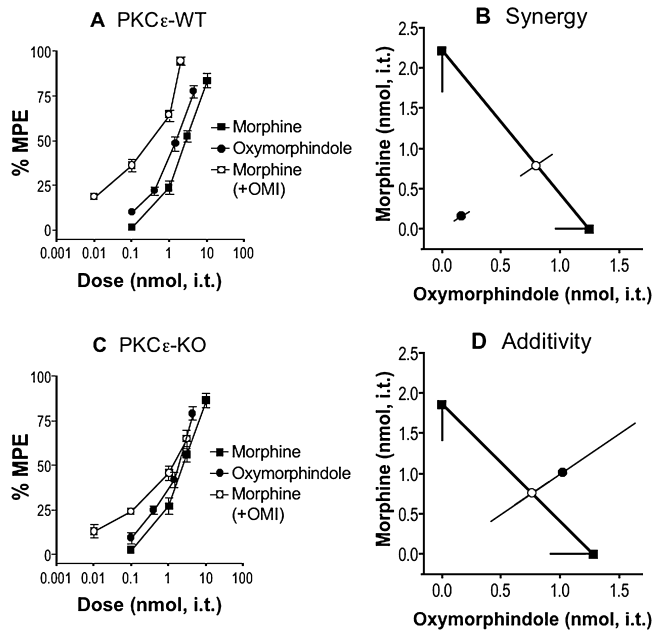 A PKCε-WT
100
75
50
25
0
% MPE
0.001 0.01 0.1 1 10 100
Dose (nmol, i.t.)
Morphine
Oxymorphindole
Morphine
(+OMI)
B Synergy
2.5
2.0
1.5
1.0
0.5
0.0
Morphine (nmol, i.t.)
0.0 0.5 1.0 1.5
Oxymorphindole (nmol, i.t.)
C PKCε-KO
100
75
50
25
0
% MPE
0.001 0.01 0.1 1 10 100
Dose (nmol, i.t.)
Morphine
Oxymorphindole
Morphine
(+OMI)
D Additivity
2.5
2.0
1.5
1.0
0.5
0.0
Morphine (nmol, i.t.)
0.0 0.5 1.0 1.5
Oxymorphindole (nmol, i.t.)